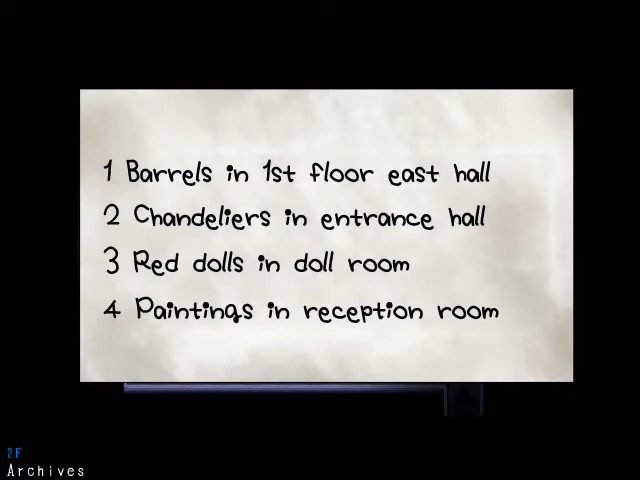 1 Barrels in 1st floor east hall
2 Chandeliers in entrance hall
3 Red dolls in doll room
4 Paintings in reception room
2F
Archives